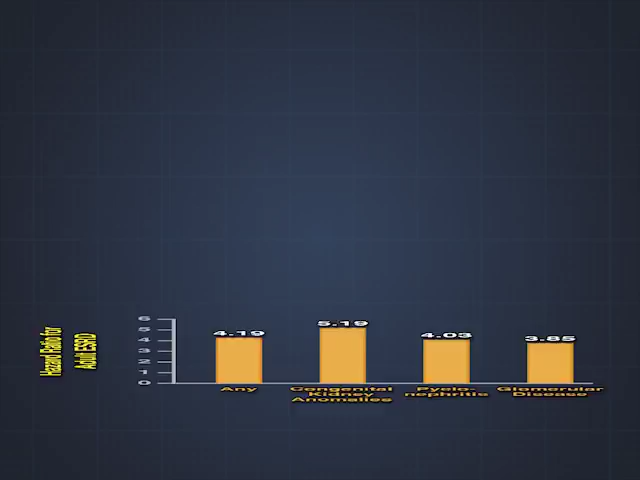 Hazard Ratio for
Adult ESRD
6
5
4
3
2
1
0
4.19
5.19
4.03
3.85
Any
Congenital
Kidney
Anomalies
Pyelo-
nephritis
Glomerular
Disease